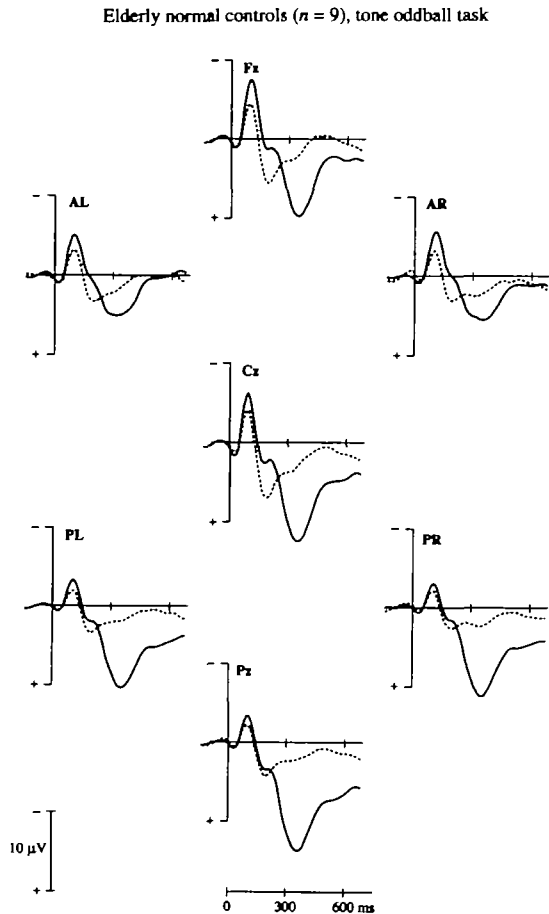 Elderly normal controls (n = 9), tone oddball task
−
Fz
+
−
AL
+
−
AR
+
−
Cz
+
−
PL
+
−
PR
+
−
Pz
+
−
10 μV
+
0 300 600 ms